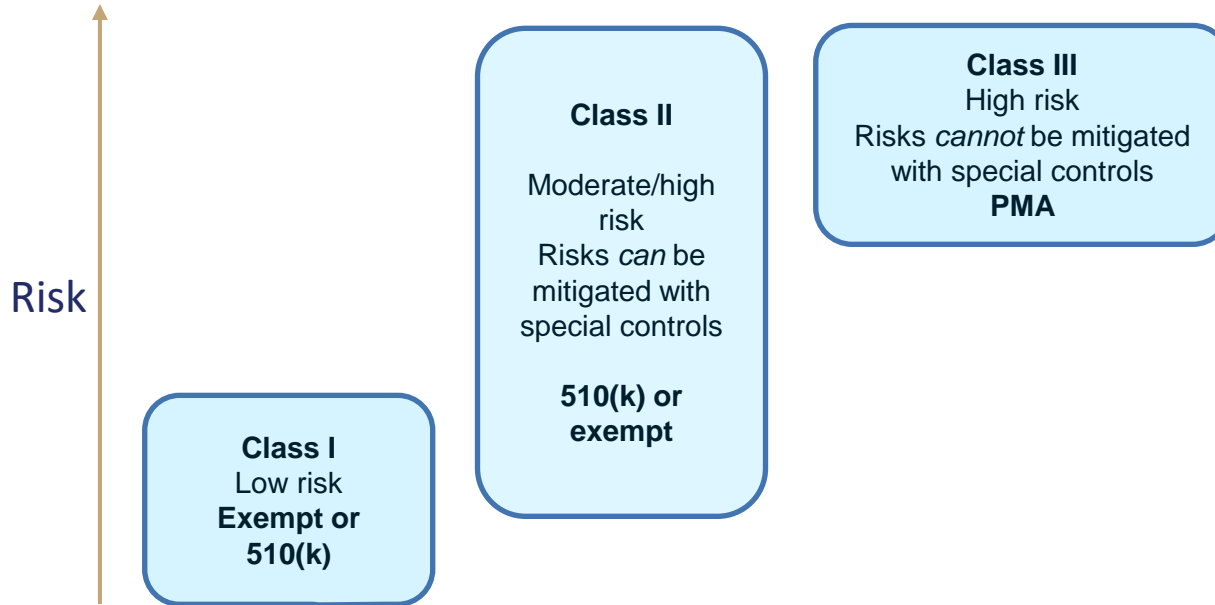 Risk
Class I
Low risk
Exempt or
510(k)
Class II
Moderate/high
risk
Risks can be
mitigated with
special controls
510(k) or
exempt
Class III
High risk
Risks cannot be mitigated
with special controls
PMA